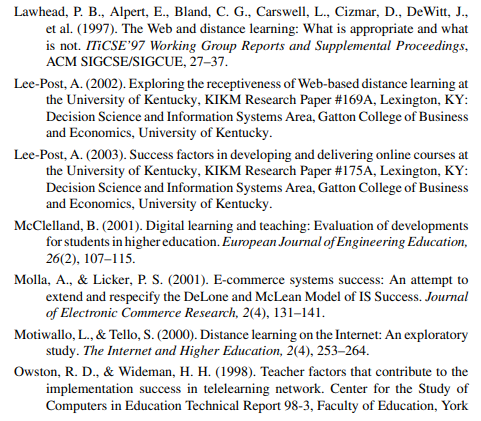 Lawhead, P. B., Alpert, E., Bland, C. G., Carswell, L., Cizmar, D., DeWitt, J.,
et al. (1997). The Web and distance learning: What is appropriate and what
is not. ITiCSE'97 Working Group Reports and Supplemental Proceedings,
ACM SIGCSE/SIGCUE, 27–37.
Lee-Post, A. (2002). Exploring the receptiveness of Web-based distance learning at
the University of Kentucky, KIKM Research Paper #169A, Lexington, KY:
Decision Science and Information Systems Area, Gatton College of Business
and Economics, University of Kentucky.
Lee-Post, A. (2003). Success factors in developing and delivering online courses at
the University of Kentucky, KIKM Research Paper #175A, Lexington, KY:
Decision Science and Information Systems Area, Gatton College of Business
and Economics, University of Kentucky.
McClelland, B. (2001). Digital learning and teaching: Evaluation of developments
for students in higher education. European Journal of Engineering Education,
26(2), 107–115.
Molla, A., & Licker, P. S. (2001). E-commerce systems success: An attempt to
extend and respecify the DeLone and McLean Model of IS Success. Journal
of Electronic Commerce Research, 2(4), 131–141.
Motiwallo, L., & Tello, S. (2000). Distance learning on the Internet: An exploratory
study. The Internet and Higher Education, 2(4), 253–264.
Owston, R. D., & Wideman, H. H. (1998). Teacher factors that contribute to the
implementation success in telelearning network. Center for the Study of
Computers in Education Technical Report 98-3, Faculty of Education, York